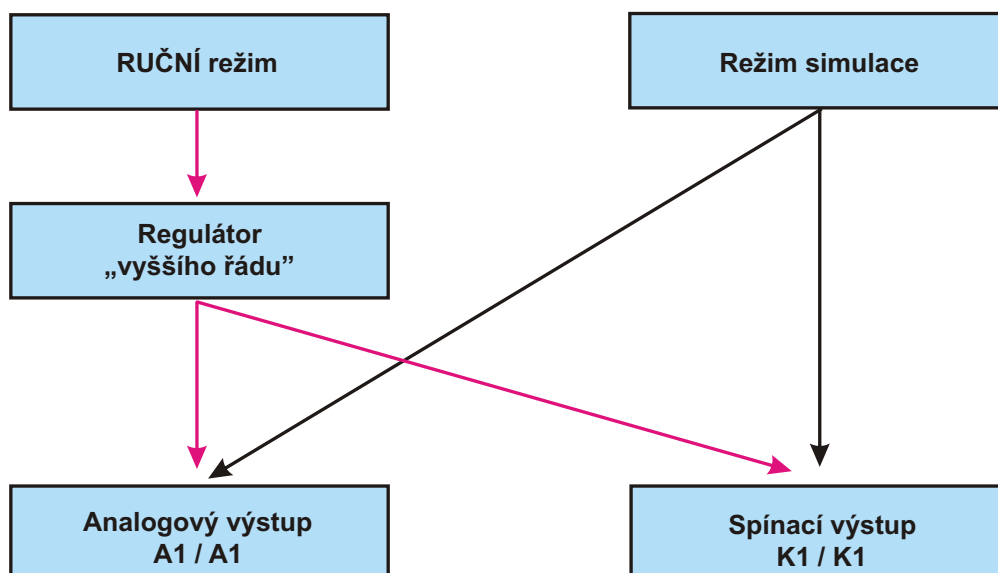 RUČNÍ režim
Režim simulace
Regulátor
„vyššího řádu”
Analogový výstup
A1 / A1
Spínací výstup
K1 / K1